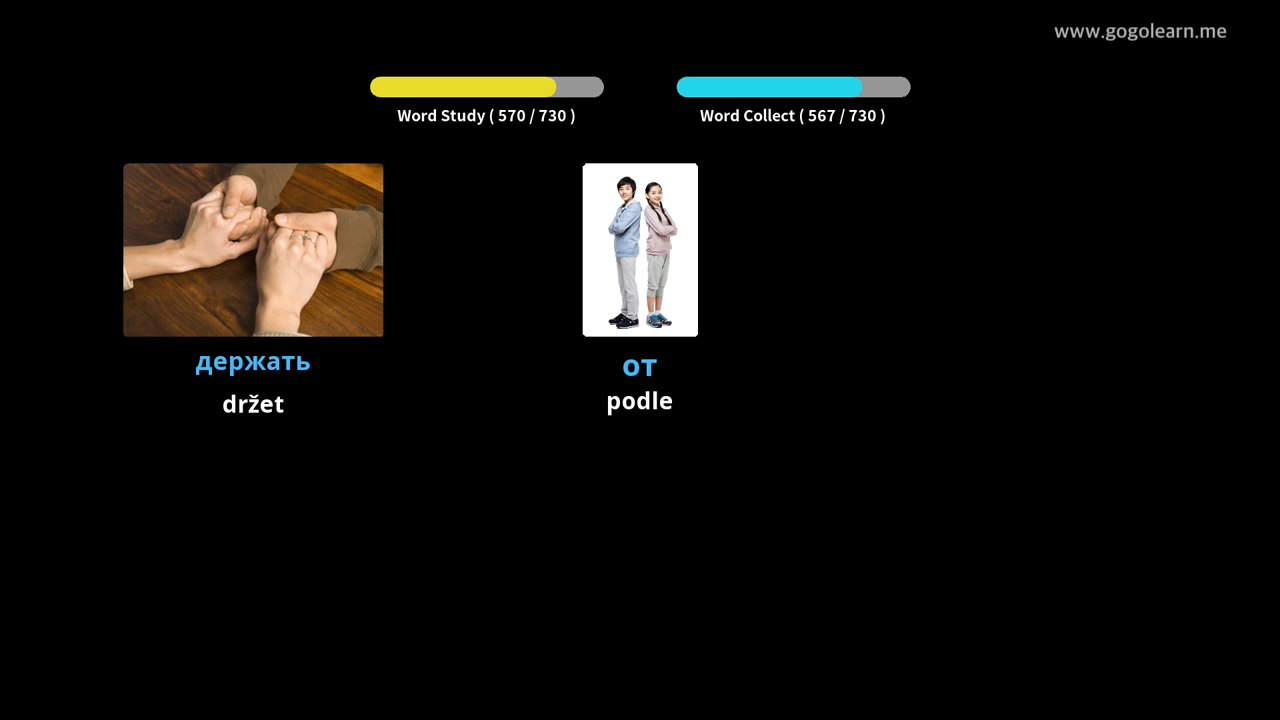 www.gogolearn.me
Word Study ( 570 / 730 )
Word Collect ( 567 / 730 )
держать
držet
от
podle